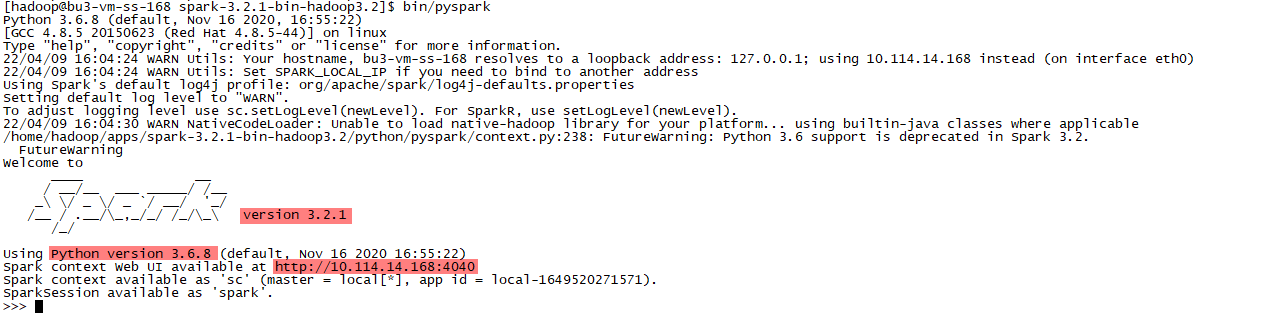 [hadoop@bu3-vm-ss-168 spark-3.2.1-bin-hadoop3.2]$ bin/pyspark
Python 3.6.8 (default, Nov 16 2020, 16:55:22)
[GCC 4.8.5 20150623 (Red Hat 4.8.5-44)] on linux
Type "help", "copyright", "credits" or "license" for more information.
22/04/09 16:04:24 WARN Utils: Your hostname, bu3-vm-ss-168 resolves to a loopback address: 127.0.0.1; using 10.114.14.168 instead (on interface eth0)
22/04/09 16:04:24 WARN Utils: Set SPARK_LOCAL_IP if you need to bind to another address
Using Spark's default log4j profile: org/apache/spark/log4j-defaults.properties
Setting default log level to "WARN".
To adjust logging level use sc.setLogLevel(newLevel). For SparkR, use setLogLevel(newLevel).
22/04/09 16:04:30 WARN NativeCodeLoader: Unable to load native-hadoop library for your platform... using builtin-java classes where applicable
/home/hadoop/apps/spark-3.2.1-bin-hadoop3.2/python/pyspark/context.py:238: FutureWarning: Python 3.6 support is deprecated in Spark 3.2.
  FutureWarning
Welcome to
      ____              __
     / __/__  ___ _____/ /__
    _\ \/ _ \/ _ `/ __/  '_/
   /__ / .__/\_,_/_/ /_/\_\   version 3.2.1
      /_/

Using Python version 3.6.8 (default, Nov 16 2020 16:55:22)
Spark context Web UI available at http://10.114.14.168:4040
Spark context available as 'sc' (master = local[*], app id = local-1649520271571).
SparkSession available as 'spark'.
>>>